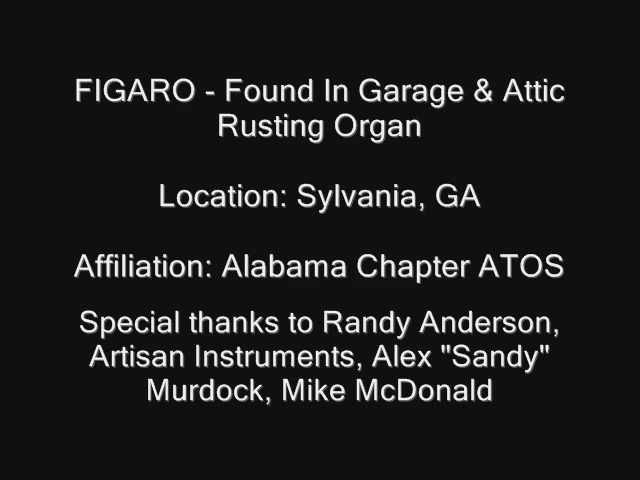 FIGARO - Found In Garage & Attic
Rusting Organ
Location: Sylvania, GA
Affiliation: Alabama Chapter ATOS
Special thanks to Randy Anderson,
Artisan Instruments, Alex "Sandy"
Murdock, Mike McDonald